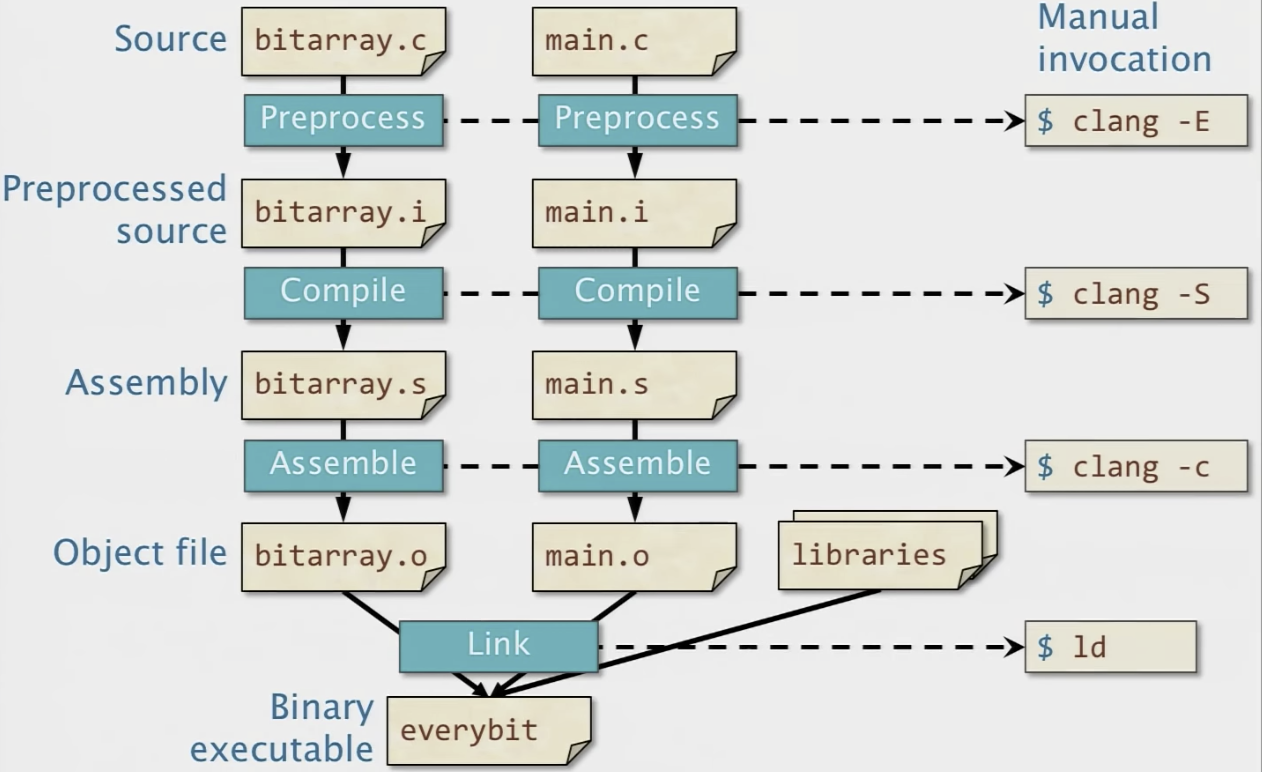 Source
bitarray.c
main.c
Manual
invocation
Preprocess
Preprocess
$ clang -E
Preprocessed
source
bitarray.i
main.i
Compile
Compile
$ clang -S
Assembly
bitarray.s
main.s
Assemble
Assemble
$ clang -c
Object file
bitarray.o
main.o
libraries
Link
$ ld
Binary
executable
everybit